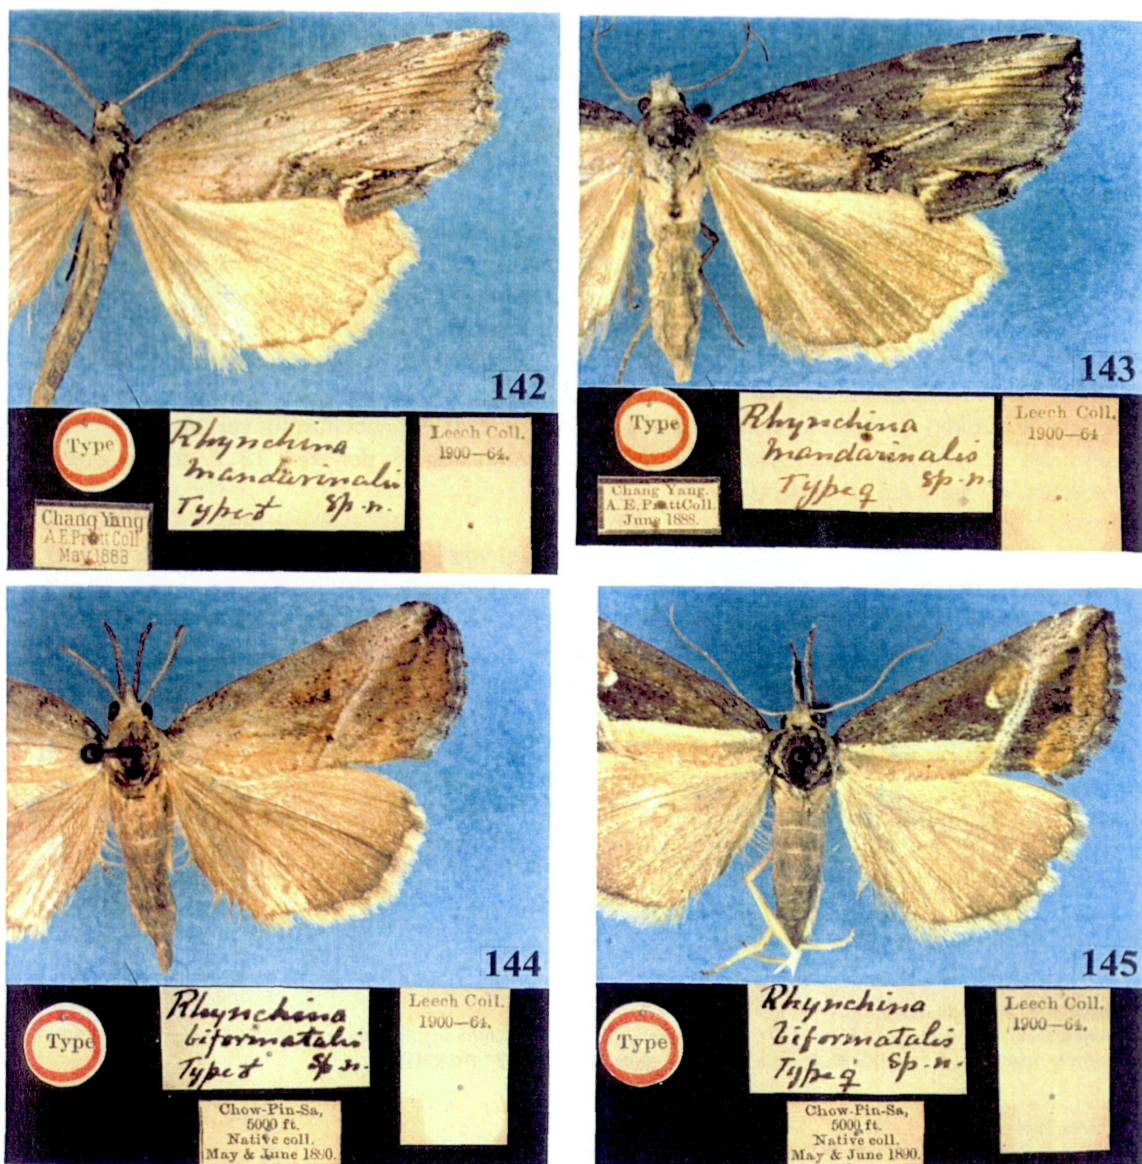 142
Type
Rhynchina
mandarinalis
Type ♂ sp. n.
Leech Coll.
1900—64.
Chang Yang
A.E.Pratt Coll
May 1888
143
Type
Rhynchina
mandarinalis
Type ♀ sp. n.
Leech Coll.
1900—64
Chang Yang.
A. E. Pratt Coll.
June 1888.
144
Type
Rhynchina
biformatalis
Type ♂ sp. n.
Leech Coll.
1900—64.
Chow-Pin-Sa,
5000 ft.
Native coll.
May & June 1890.
145
Type
Rhynchina
biformatalis
Type ♀ sp. n.
Leech Coll.
1900—64.
Chow-Pin-Sa,
5000 ft.
Native coll.
May & June 1890.